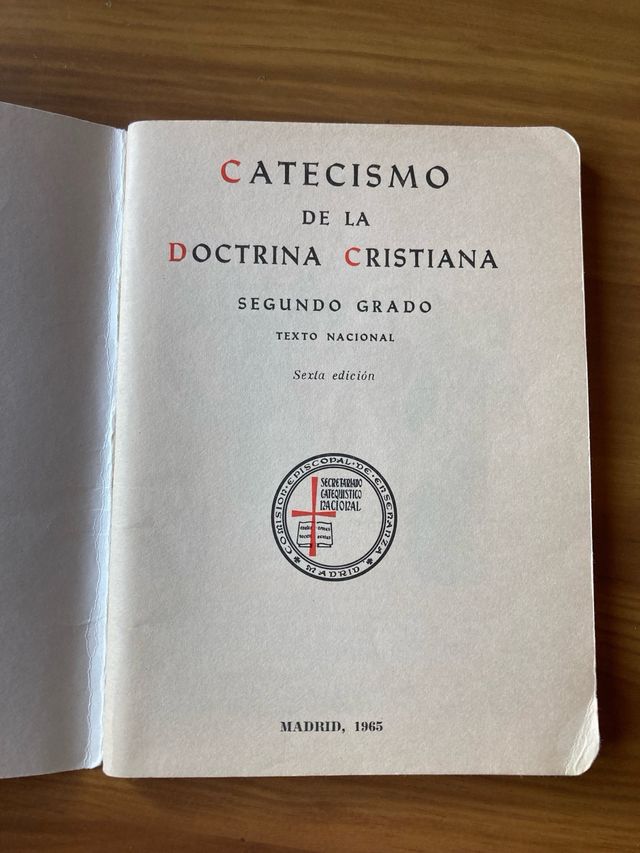 CATECISMO
DE LA
DOCTRINA CRISTIANA
SEGUNDO GRADO
TEXTO NACIONAL
Sexta edición
COMISION·EPISCOPAL·DE·ENSEÑANZA
SECRETARIADO
CATEQUISTICO
NACIONAL
MADRID
MADRID, 1965